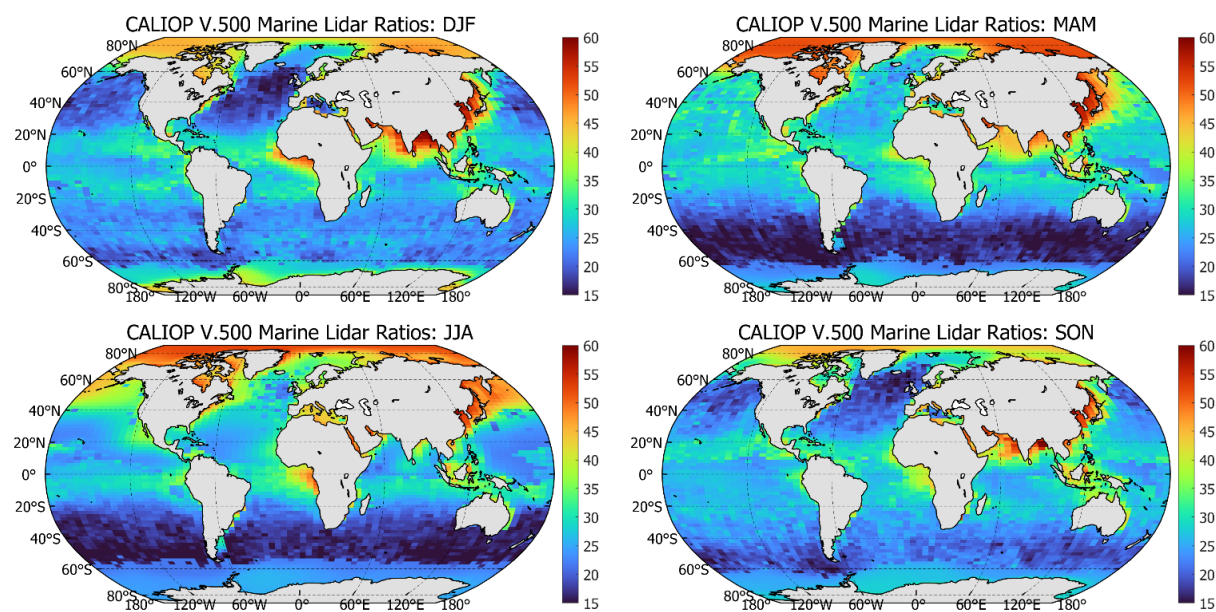 CALIOP V.500 Marine Lidar Ratios: DJF
80°N
60°N
40°N
20°N
0°
20°S
40°S
60°S
80°S
180°W 120°W 60°W 0° 60°E 120°E 180°
60
55
50
45
40
35
30
25
20
15
CALIOP V.500 Marine Lidar Ratios: MAM
80°N
60°N
40°N
20°N
0°
20°S
40°S
60°S
80°S
180°W 120°W 60°W 0° 60°E 120°E 180°
60
55
50
45
40
35
30
25
20
15
CALIOP V.500 Marine Lidar Ratios: JJA
80°N
60°N
40°N
20°N
0°
20°S
40°S
60°S
80°S
180°W 120°W 60°W 0° 60°E 120°E 180°
60
55
50
45
40
35
30
25
20
15
CALIOP V.500 Marine Lidar Ratios: SON
80°N
60°N
40°N
20°N
0°
20°S
40°S
60°S
80°S
180°W 120°W 60°W 0° 60°E 120°E 180°
60
55
50
45
40
35
30
25
20
15